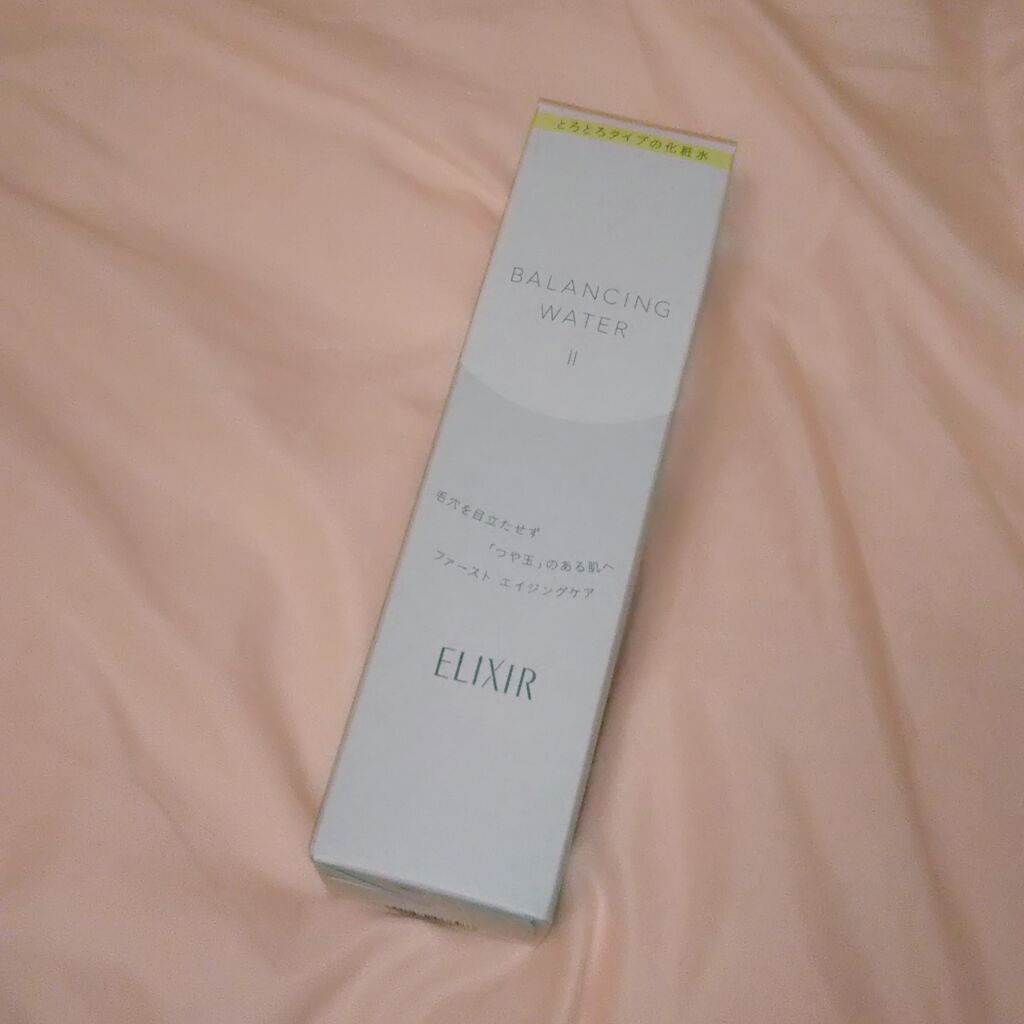 とろとろタイプの化粧水
BALANCING
WATER
II
毛穴を目立たせず
「つや玉」のある肌へ
ファースト エイジングケア
ELIXIR